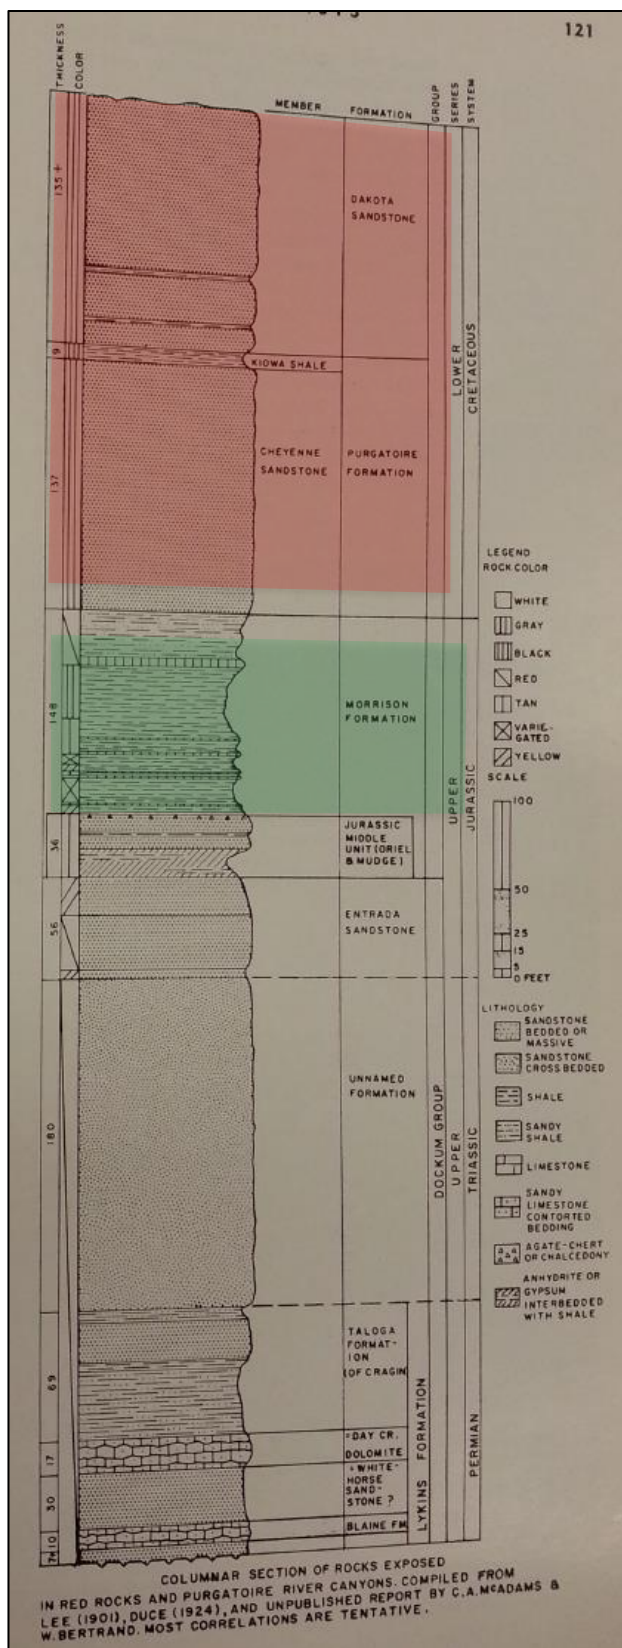 121
THICKNESS
COLOR
MEMBER
FORMATION
GROUP
SERIES
SYSTEM
135+
DAKOTA
SANDSTONE
9
KIOWA SHALE
LOWER
CRETACEOUS
137
CHEYENNE
SANDSTONE
PURGATOIRE
FORMATION
148
MORRISON
FORMATION
UPPER
JURASSIC
36
JURASSIC
MIDDLE
UNIT (ORIEL
& MUDGE)
56
ENTRADA
SANDSTONE
180
UNNAMED
FORMATION
DOCKUM GROUP
UPPER
TRIASSIC
69
TALOGA
FORMAT-
ION
(OF CRAGIN)
LYKINS FORMATION
PERMIAN
17
DAY CR.
DOLOMITE
30
WHITE-
HORSE
SAND-
STONE ?
10
BLAINE FM
7+
LEGEND
ROCK COLOR
WHITE
GRAY
BLACK
RED
TAN
VARIE-
GATED
YELLOW
SCALE
100
50
25
15
5
0 FEET
LITHOLOGY
SANDSTONE
BEDDED OR
MASSIVE
SANDSTONE
CROSS BEDDED
SHALE
SANDY
SHALE
LIMESTONE
SANDY
LIMESTONE
CONTORTED
BEDDING
AGATE-CHERT
OR CHALCEDONY
ANHYDRITE OR
GYPSUM
INTERBEDDED
WITH SHALE
COLUMNAR SECTION OF ROCKS EXPOSED
IN RED ROCKS AND PURGATOIRE RIVER CANYONS. COMPILED FROM
LEE (1901), DUCE (1924), AND UNPUBLISHED REPORT BY C.A. McADAMS &
W. BERTRAND. MOST CORRELATIONS ARE TENTATIVE.